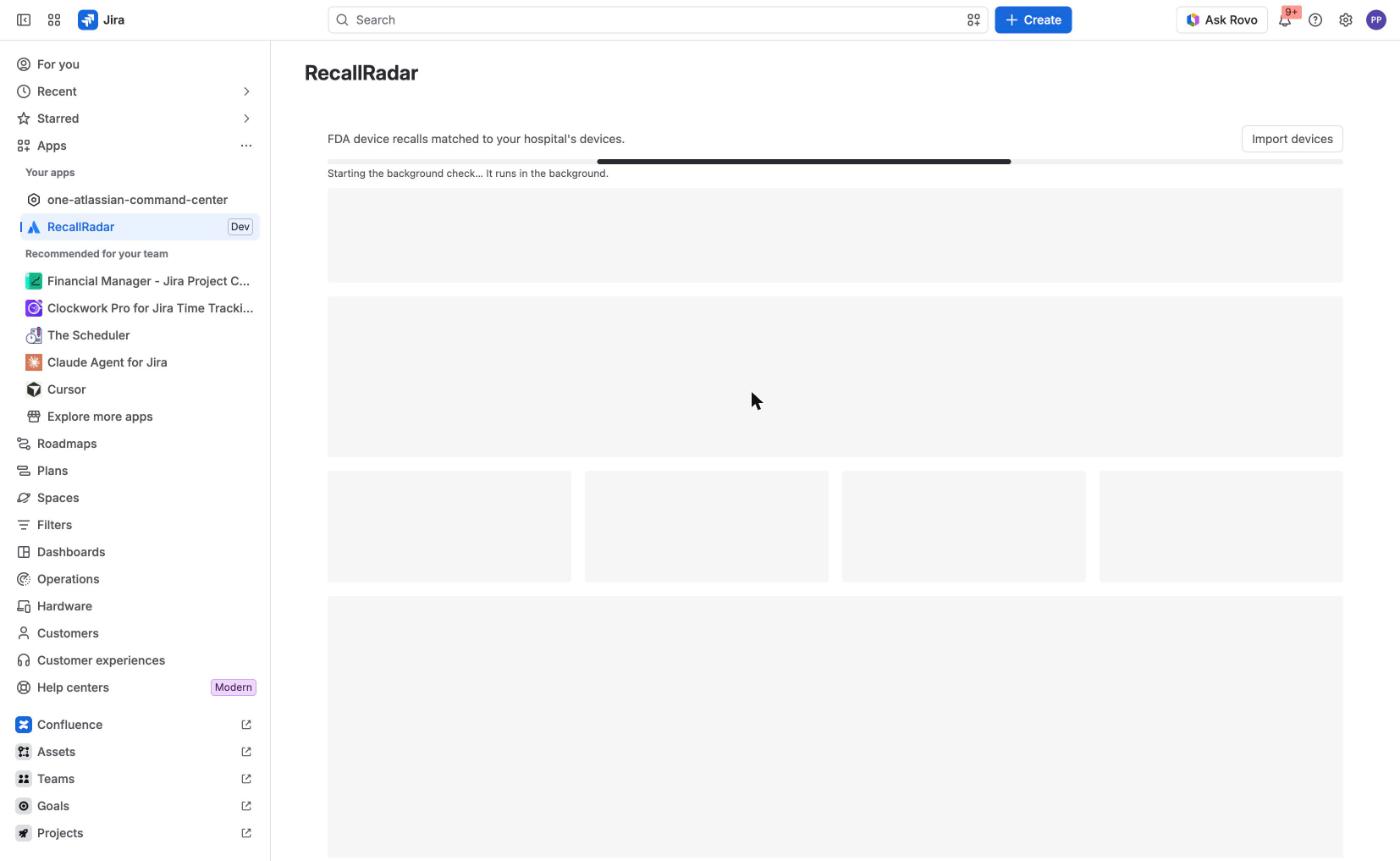 Jira
Search
Create
Ask Rovo
9+
PP
For you
Recent
Starred
Apps
Your apps
one-atlassian-command-center
RecallRadar
Dev
Recommended for your team
Financial Manager - Jira Project C...
Clockwork Pro for Jira Time Tracki...
The Scheduler
Claude Agent for Jira
Cursor
Explore more apps
Roadmaps
Plans
Spaces
Filters
Dashboards
Operations
Hardware
Customers
Customer experiences
Help centers
Modern
Confluence
Assets
Teams
Goals
Projects
RecallRadar
FDA device recalls matched to your hospital's devices.
Import devices
Starting the background check... It runs in the background.